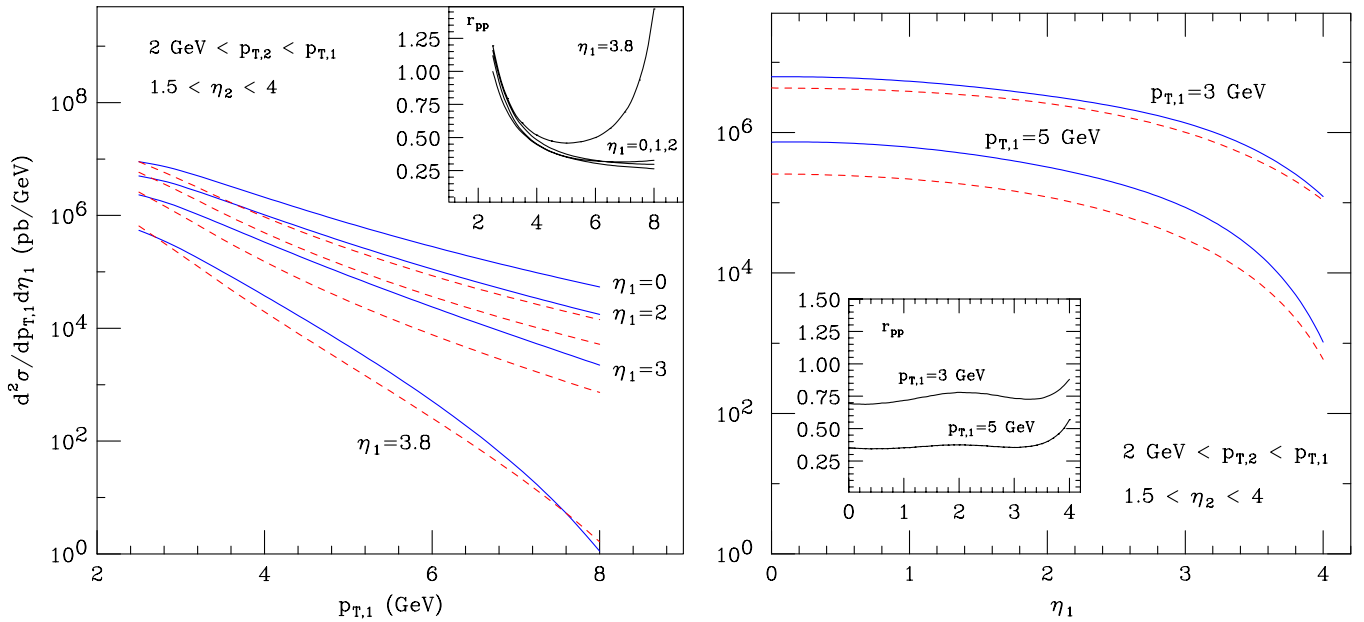 2 GeV < p_{T,2} < p_{T,1}
1.5 < η_2 < 4
d^2σ/dp_{T,1}dη_1 (pb/GeV)
10^8
10^6
10^4
10^2
10^0
2
4
6
8
p_{T,1} (GeV)
η_1=0
η_1=2
η_1=3
η_1=3.8
r_{pp}
1.25
1.00
0.75
0.50
0.25
2
4
6
8
η_1=3.8
η_1=0,1,2
p_{T,1}=3 GeV
p_{T,1}=5 GeV
10^6
10^4
10^2
10^0
0
1
2
3
4
η_1
1.50
1.25
1.00
0.75
0.50
0.25
r_{pp}
p_{T,1}=3 GeV
p_{T,1}=5 GeV
0
1
2
3
4
2 GeV < p_{T,2} < p_{T,1}
1.5 < η_2 < 4